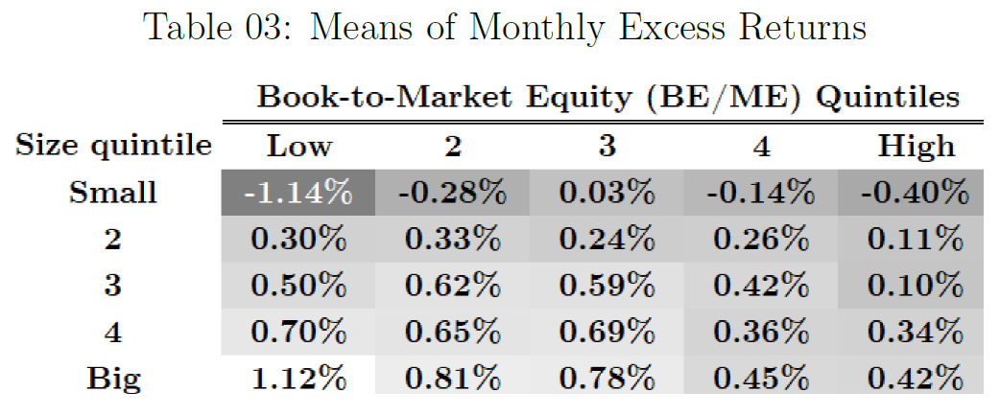 Table 03: Means of Monthly Excess Returns
Book-to-Market Equity (BE/ME) Quintiles
Size quintile Low 2 3 4 High
Small -1.14% -0.28% 0.03% -0.14% -0.40%
2 0.30% 0.33% 0.24% 0.26% 0.11%
3 0.50% 0.62% 0.59% 0.42% 0.10%
4 0.70% 0.65% 0.69% 0.36% 0.34%
Big 1.12% 0.81% 0.78% 0.45% 0.42%